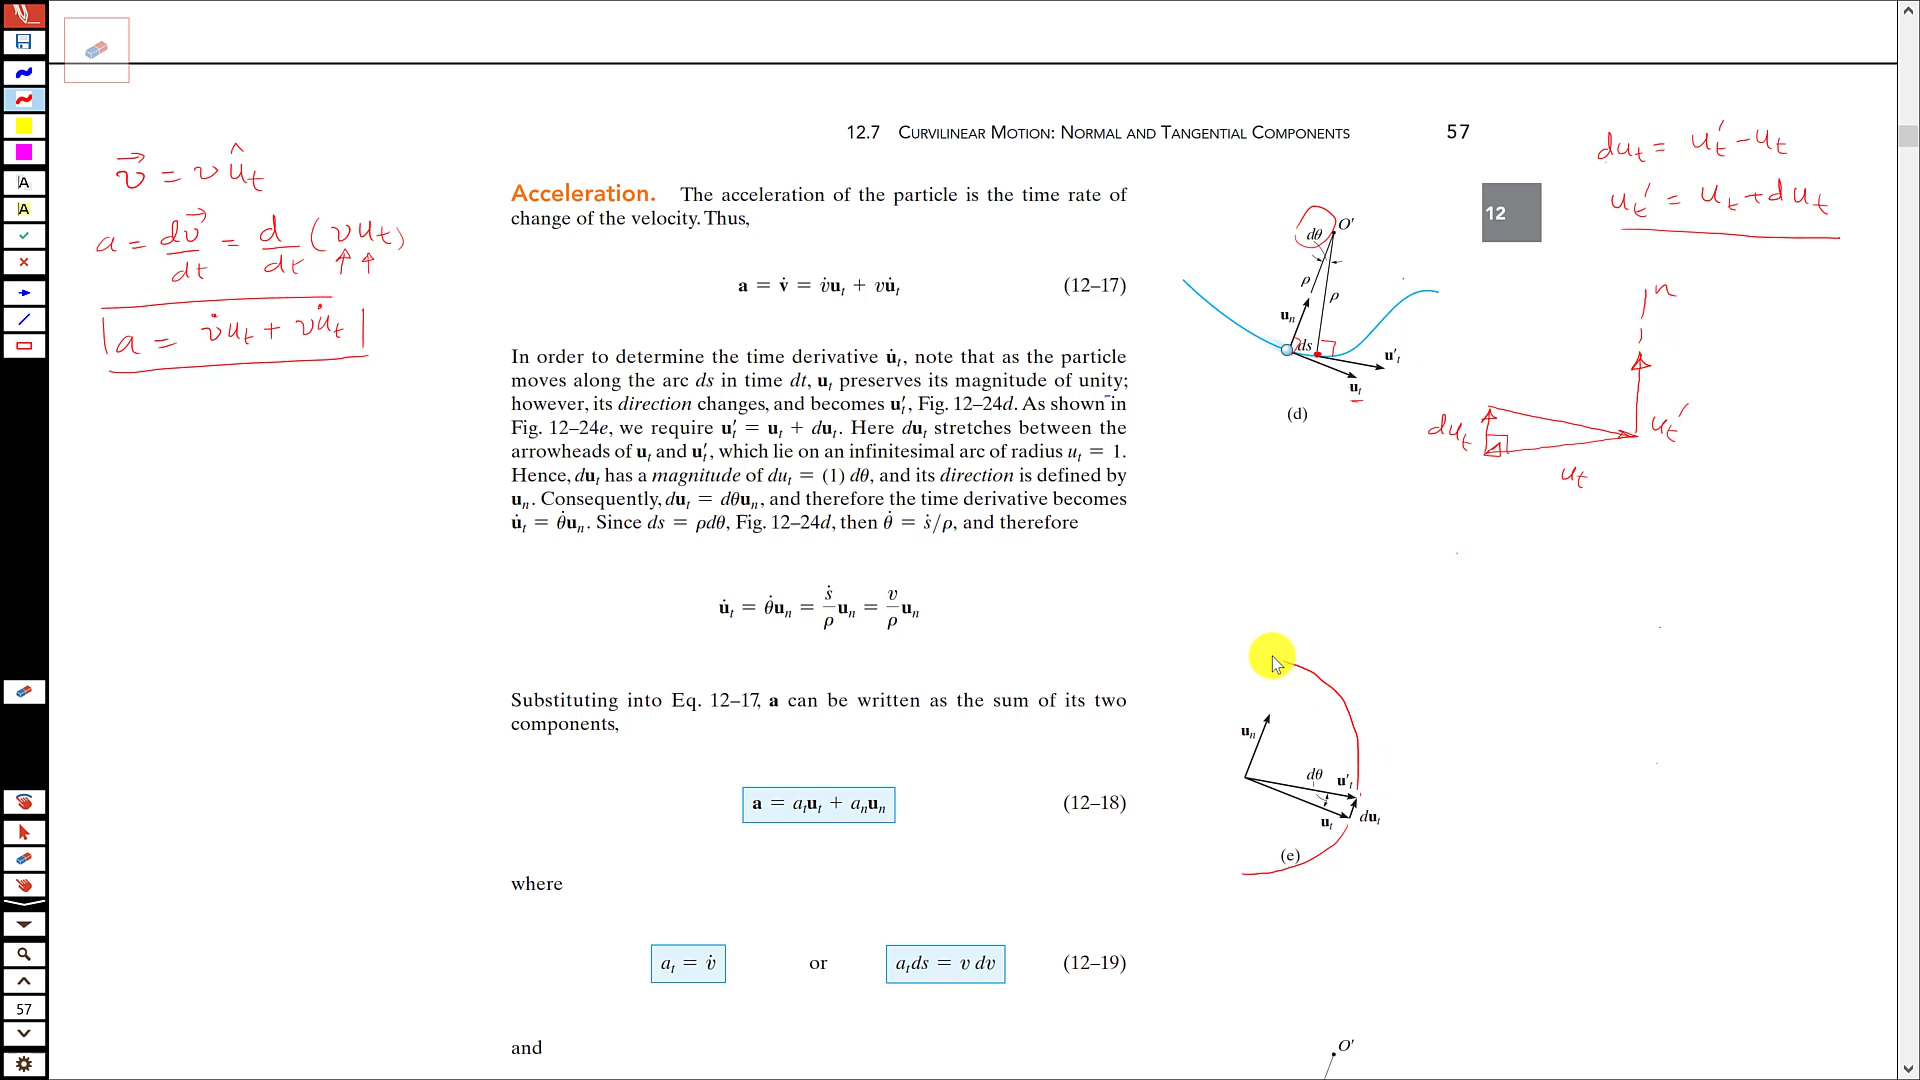 12.7 CURVILINEAR MOTION: NORMAL AND TANGENTIAL COMPONENTS 57
12
v⃗ = v û_t
a = dv⃗/dt = d/dt (v u_t)
a = v̇ u_t + v u̇_t
Acceleration. The acceleration of the particle is the time rate of
change of the velocity. Thus,
a = v̇ = v̇u_t + vu̇_t (12–17)
In order to determine the time derivative u̇_t, note that as the particle
moves along the arc ds in time dt, u_t preserves its magnitude of unity;
however, its direction changes, and becomes u′_t, Fig. 12–24d. As shown in
Fig. 12–24e, we require u′_t = u_t + du_t. Here du_t stretches between the
arrowheads of u_t and u′_t, which lie on an infinitesimal arc of radius u_t = 1.
Hence, du_t has a magnitude of du_t = (1) dθ, and its direction is defined by
u_n. Consequently, du_t = dθu_n, and therefore the time derivative becomes
u̇_t = θ̇u_n. Since ds = ρdθ, Fig. 12–24d, then θ̇ = ṡ/ρ, and therefore
u̇_t = θ̇u_n = ṡ/ρ u_n = v/ρ u_n
Substituting into Eq. 12–17, a can be written as the sum of its two
components,
a = a_tu_t + a_nu_n (12–18)
where
a_t = v̇ or a_tds = v dv (12–19)
and
O′
dθ
ρ
ρ
u_n
ds
u′_t
u_t
(d)
u_n
dθ
u′_t
u_t
du_t
(e)
O′
du_t = u_t′ − u_t
u_t′ = u_t + du_t
n
du_t
u_t′
u_t
A
A
57